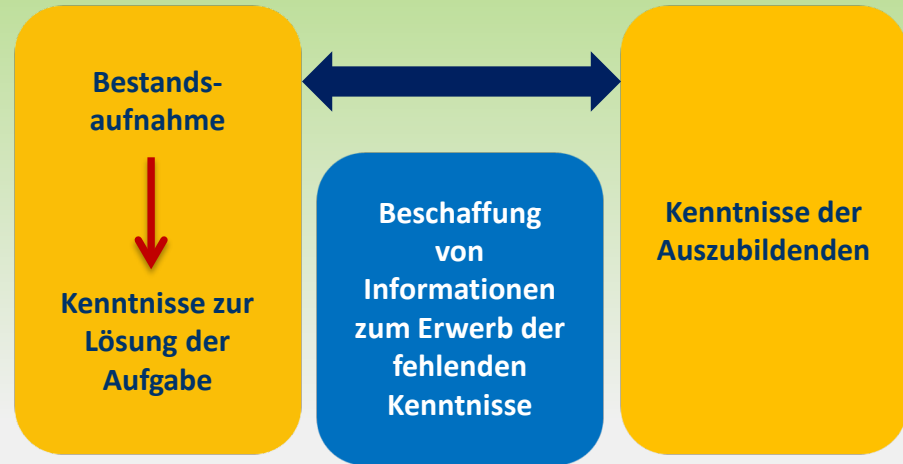 Bestands-
aufnahme
Kenntnisse zur
Lösung der
Aufgabe
Beschaffung
von
Informationen
zum Erwerb der
fehlenden
Kenntnisse
Kenntnisse der
Auszubildenden